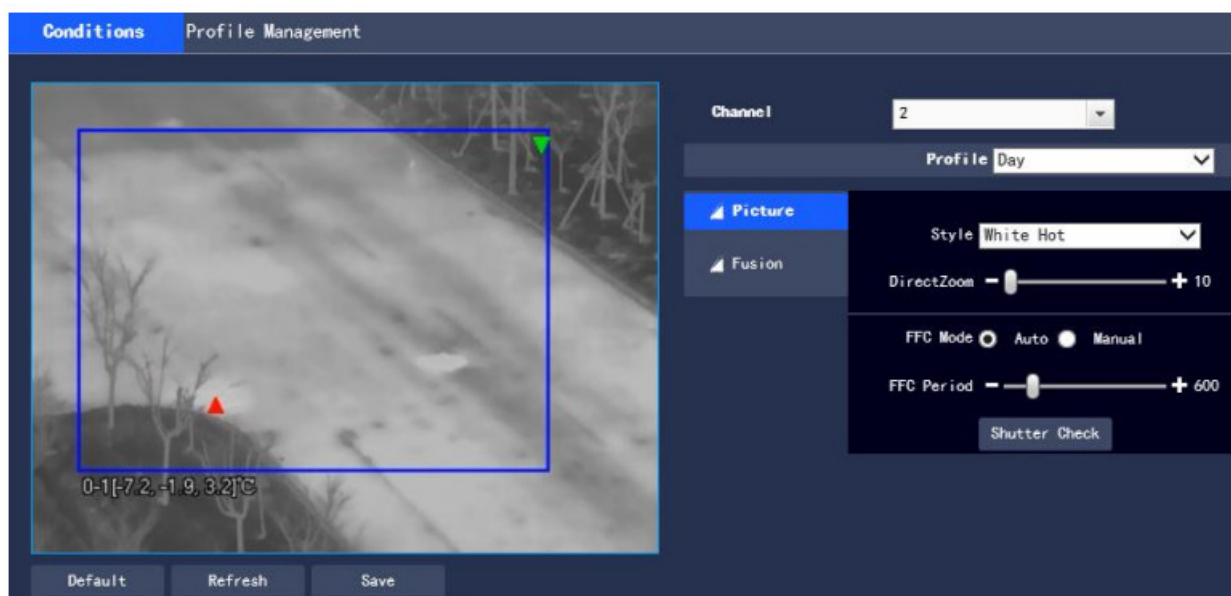 Conditions Profile Management
Channel 2
Profile Day
Picture
Style White Hot
Fusion
DirectZoom 10
FFC Mode Auto Manual
FFC Period 600
Shutter Check
0-1[-7.2, -1.9, 3.2]°C
Default Refresh Save